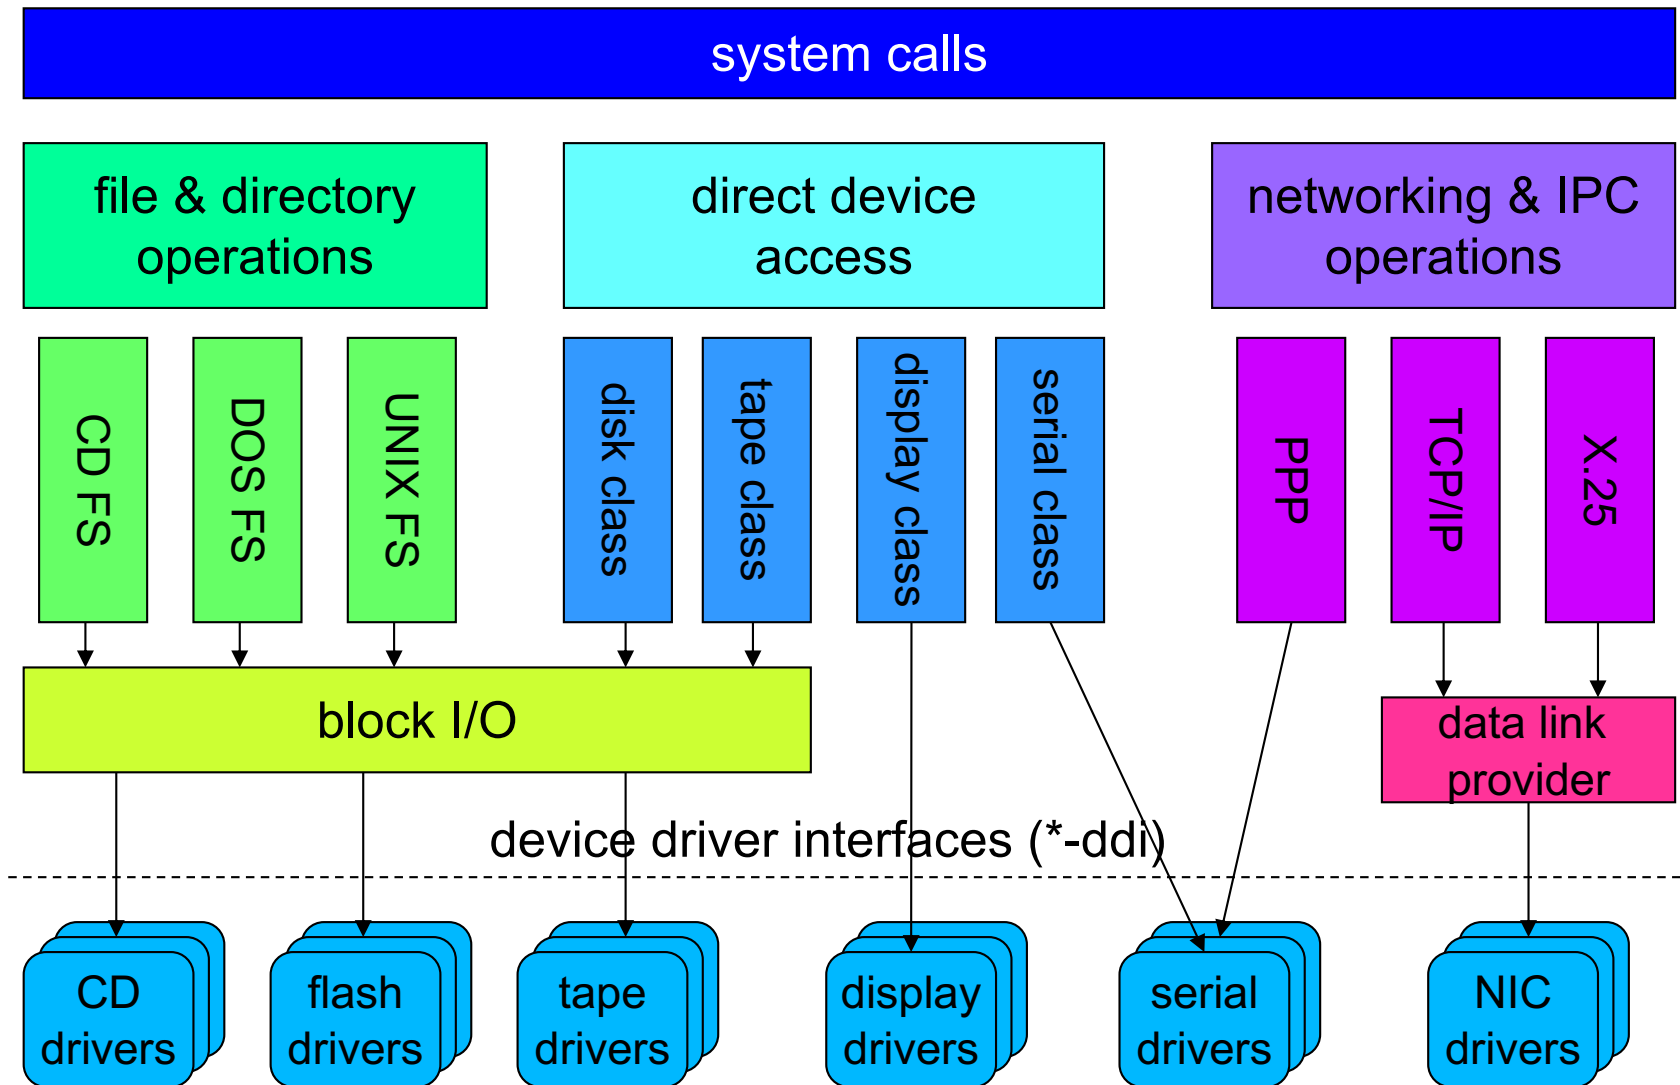 system calls
file & directory
operations
direct device
access
networking & IPC
operations
CD FS
DOS FS
UNIX FS
disk class
tape class
display class
serial class
PPP
TCP/IP
X.25
block I/O
data link
provider
device driver interfaces (*-ddi)
CD
drivers
flash
drivers
tape
drivers
display
drivers
serial
drivers
NIC
drivers